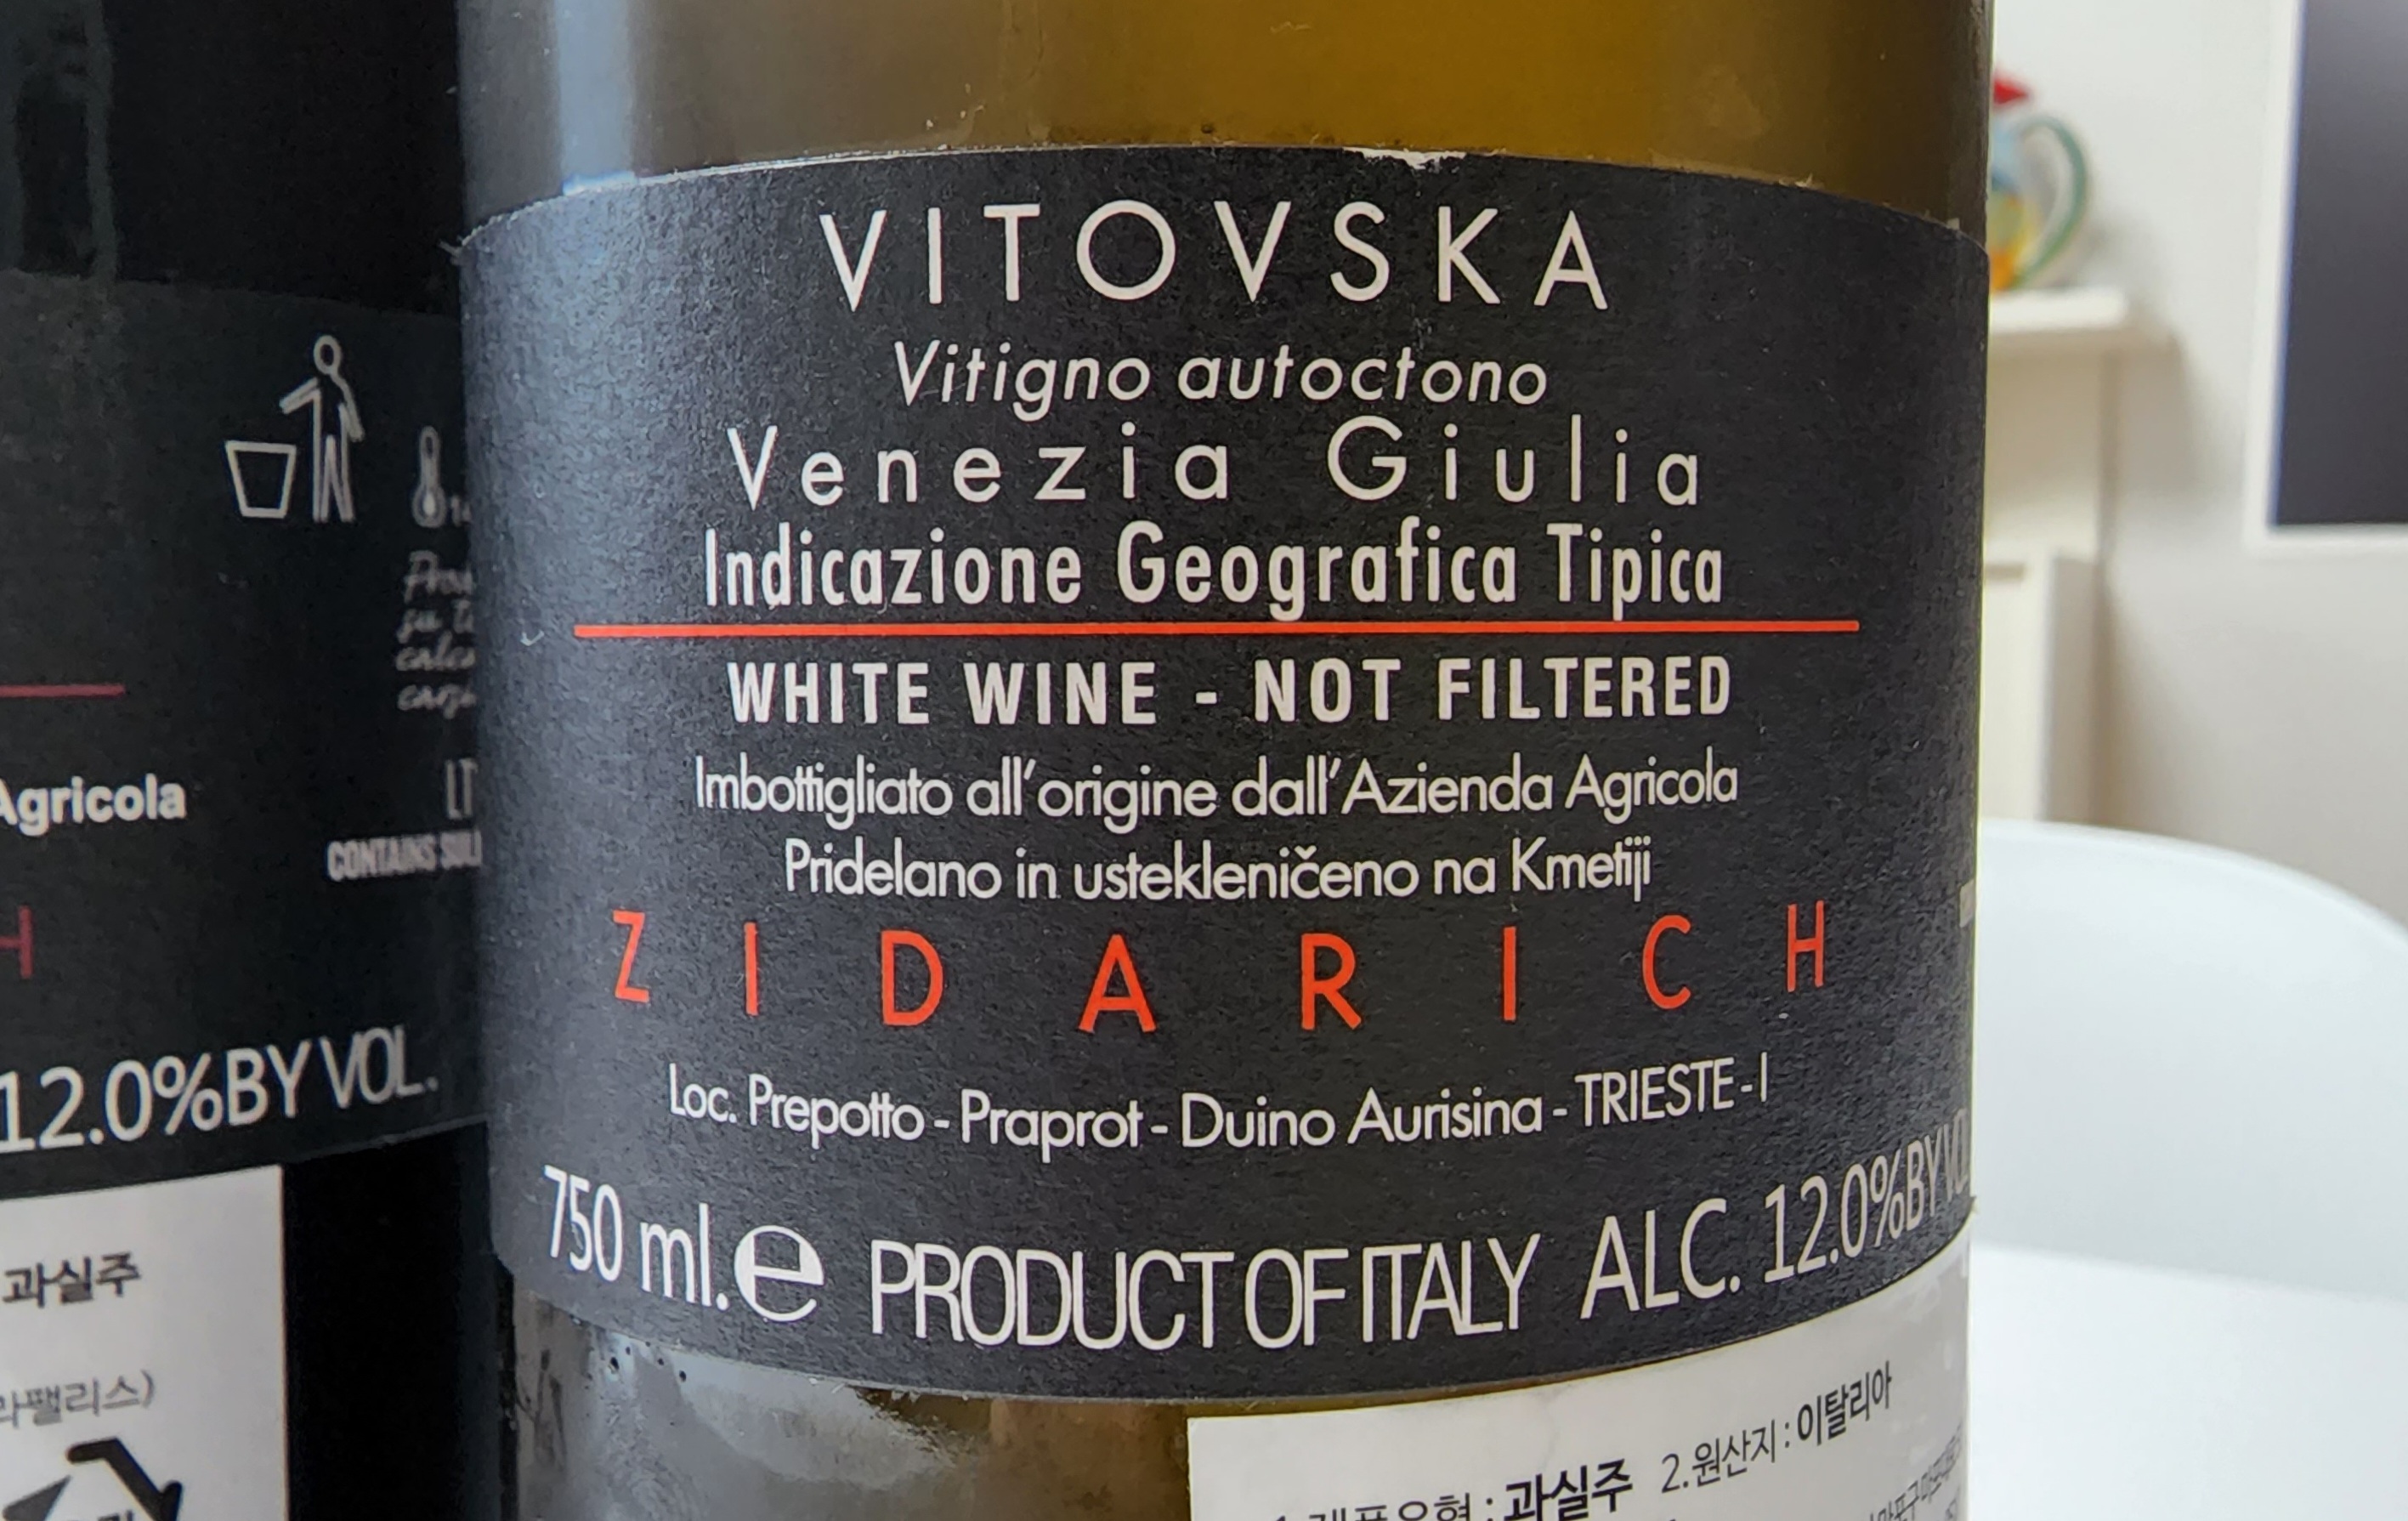 VITOVSKA
Vitigno autoctono
Venezia Giulia
Indicazione Geografica Tipica
WHITE WINE - NOT FILTERED
Imbottigliato all'origine dall'Azienda Agricola
Pridelano in ustekleničeno na Kmetiji
ZIDARICH
Loc. Prepotto - Praprot - Duino Aurisina - TRIESTE - I
750 ml. e PRODUCT OF ITALY ALC. 12.0% BY VOL
과실주 2.원산지 : 이탈리아
Agricola
CONTAINS
H
12.0% BY VOL.
과실주